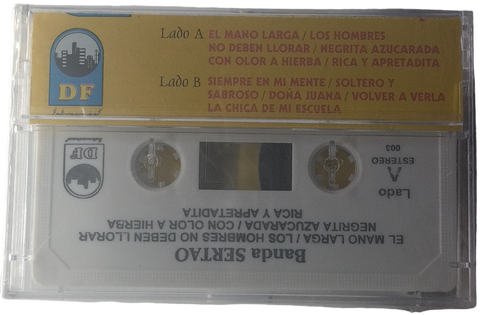 Lado A EL MANO LARGA / LOS HOMBRES
NO DEBEN LLORAR / NEGRITA AZUCARADA
CON OLOR A HIERBA / RICA Y APRETADITA
Lado B SIEMPRE EN MI MENTE / SOLTERO Y
SABROSO / DOÑA JUANA / VOLVER A VERLA
LA CHICA DE MI ESCUELA
DF
Internacional
Banda SERTAO
EL MANO LARGA / LOS HOMBRES NO DEBEN LLORAR
NEGRITA AZUCARADA / CON OLOR A HIERBA
RICA Y APRETADITA
Lado
A
ESTEREO
003
DF